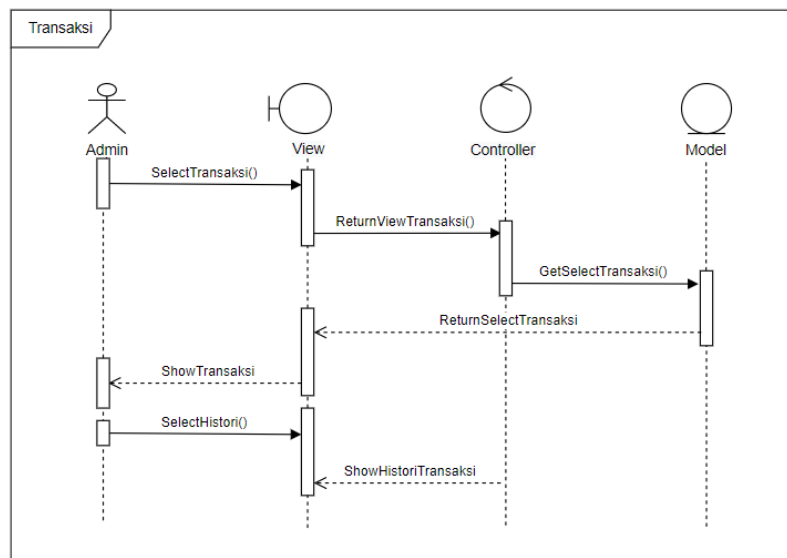 Transaksi
Admin
View
Controller
Model
SelectTransaksi()
ReturnViewTransaksi()
GetSelectTransaksi()
ReturnSelectTransaksi
ShowTransaksi
SelectHistori()
ShowHistoriTransaksi